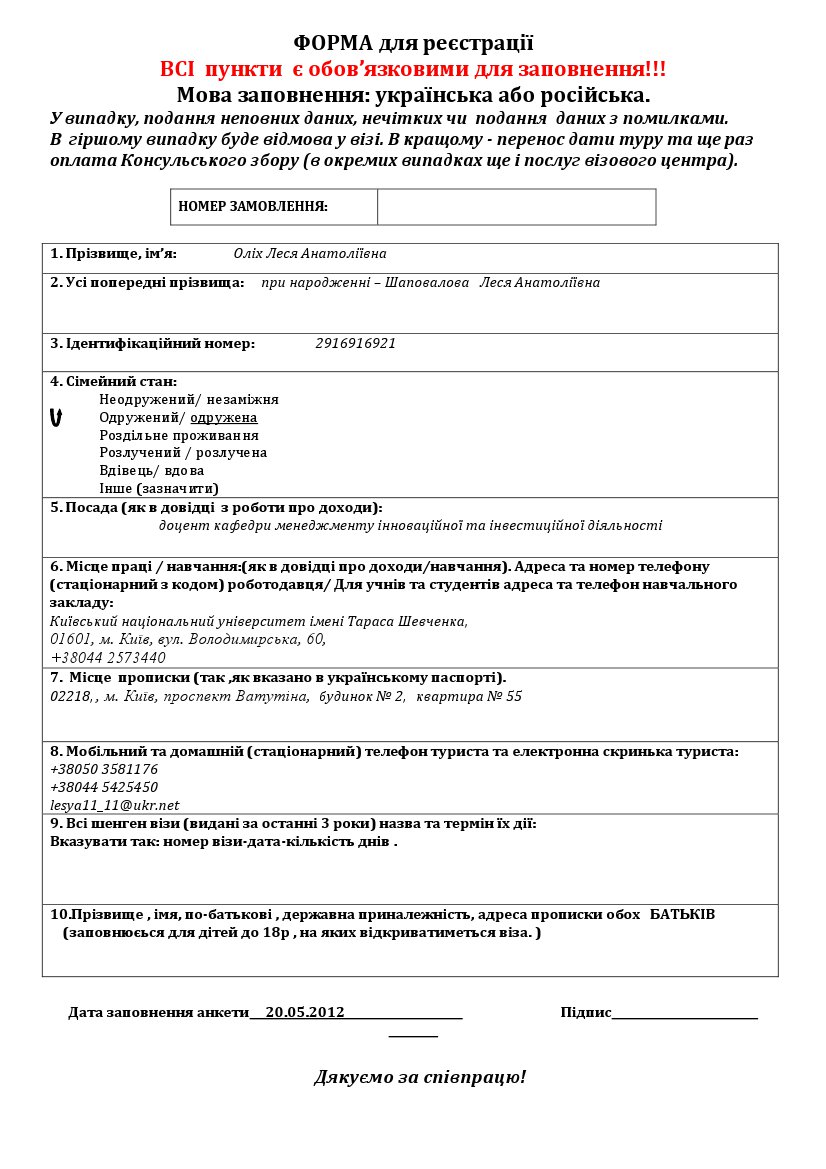 ФОРМА для реєстрації
ВСІ пункти є обов’язковими для заповнення!!!
Мова заповнення: українська або російська.
У випадку, подання неповних даних, нечітких чи подання даних з помилками.
В гіршому випадку буде відмова у візі. В кращому - перенос дати туру та ще раз
оплата Консульського збору (в окремих випадках ще і послуг візового центра).
НОМЕР ЗАМОВЛЕННЯ:
1. Прізвище, ім’я: Оліх Леся Анатоліївна
2. Усі попередні прізвища: при народженні – Шаповалова Леся Анатоліївна
3. Ідентифікаційний номер: 2916916921
4. Сімейний стан:
Неодружений/ незаміжня
Одружений/ одружена
Роздільне проживання
Розлучений / розлучена
Вдівець/ вдова
Інше (зазначити)
5. Посада (як в довідці з роботи про доходи):
доцент кафедри менеджменту інноваційної та інвестиційної діяльності
6. Місце праці / навчання:(як в довідці про доходи/навчання). Адреса та номер телефону
(стаціонарний з кодом) роботодавця/ Для учнів та студентів адреса та телефон навчального
закладу:
Київський національний університет імені Тараса Шевченка,
01601, м. Київ, вул. Володимирська, 60,
+38044 2573440
7. Місце прописки (так ,як вказано в українському паспорті).
02218,, м. Київ, проспект Ватутіна, будинок № 2, квартира № 55
8. Мобільний та домашній (стаціонарний) телефон туриста та електронна скринька туриста:
+38050 3581176
+38044 5425450
lesya11_11@ukr.net
9. Всі шенген візи (видані за останні 3 роки) назва та термін їх дії:
Вказувати так: номер візи-дата-кількість днів .
10.Прізвище , імя, по-батькові , державна приналежність, адреса прописки обох БАТЬКІВ
(заповнюєься для дітей до 18р , на яких відкриватиметься віза. )
Дата заповнення анкети__20.05.2012________________ Підпис____________________
_______
Дякуємо за співпрацю!